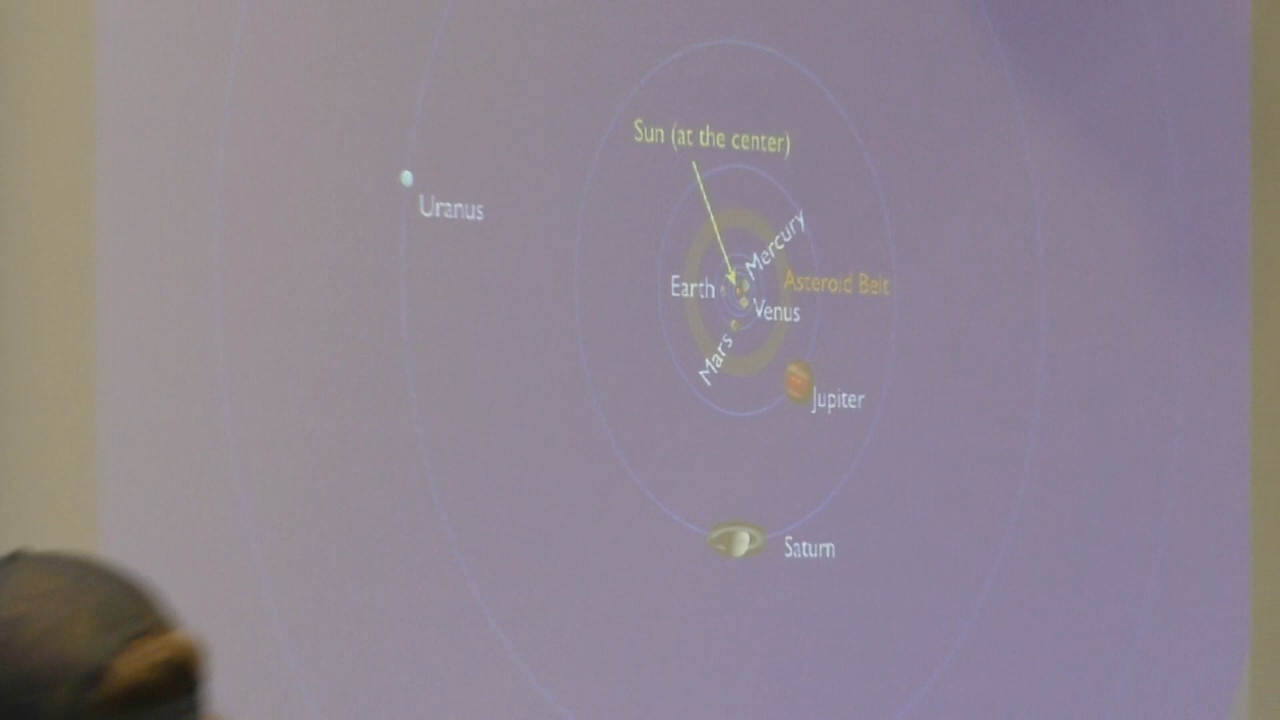 Sun (at the center)
Uranus
Mercury
Earth
Asteroid Belt
Venus
Mars
Jupiter
Saturn